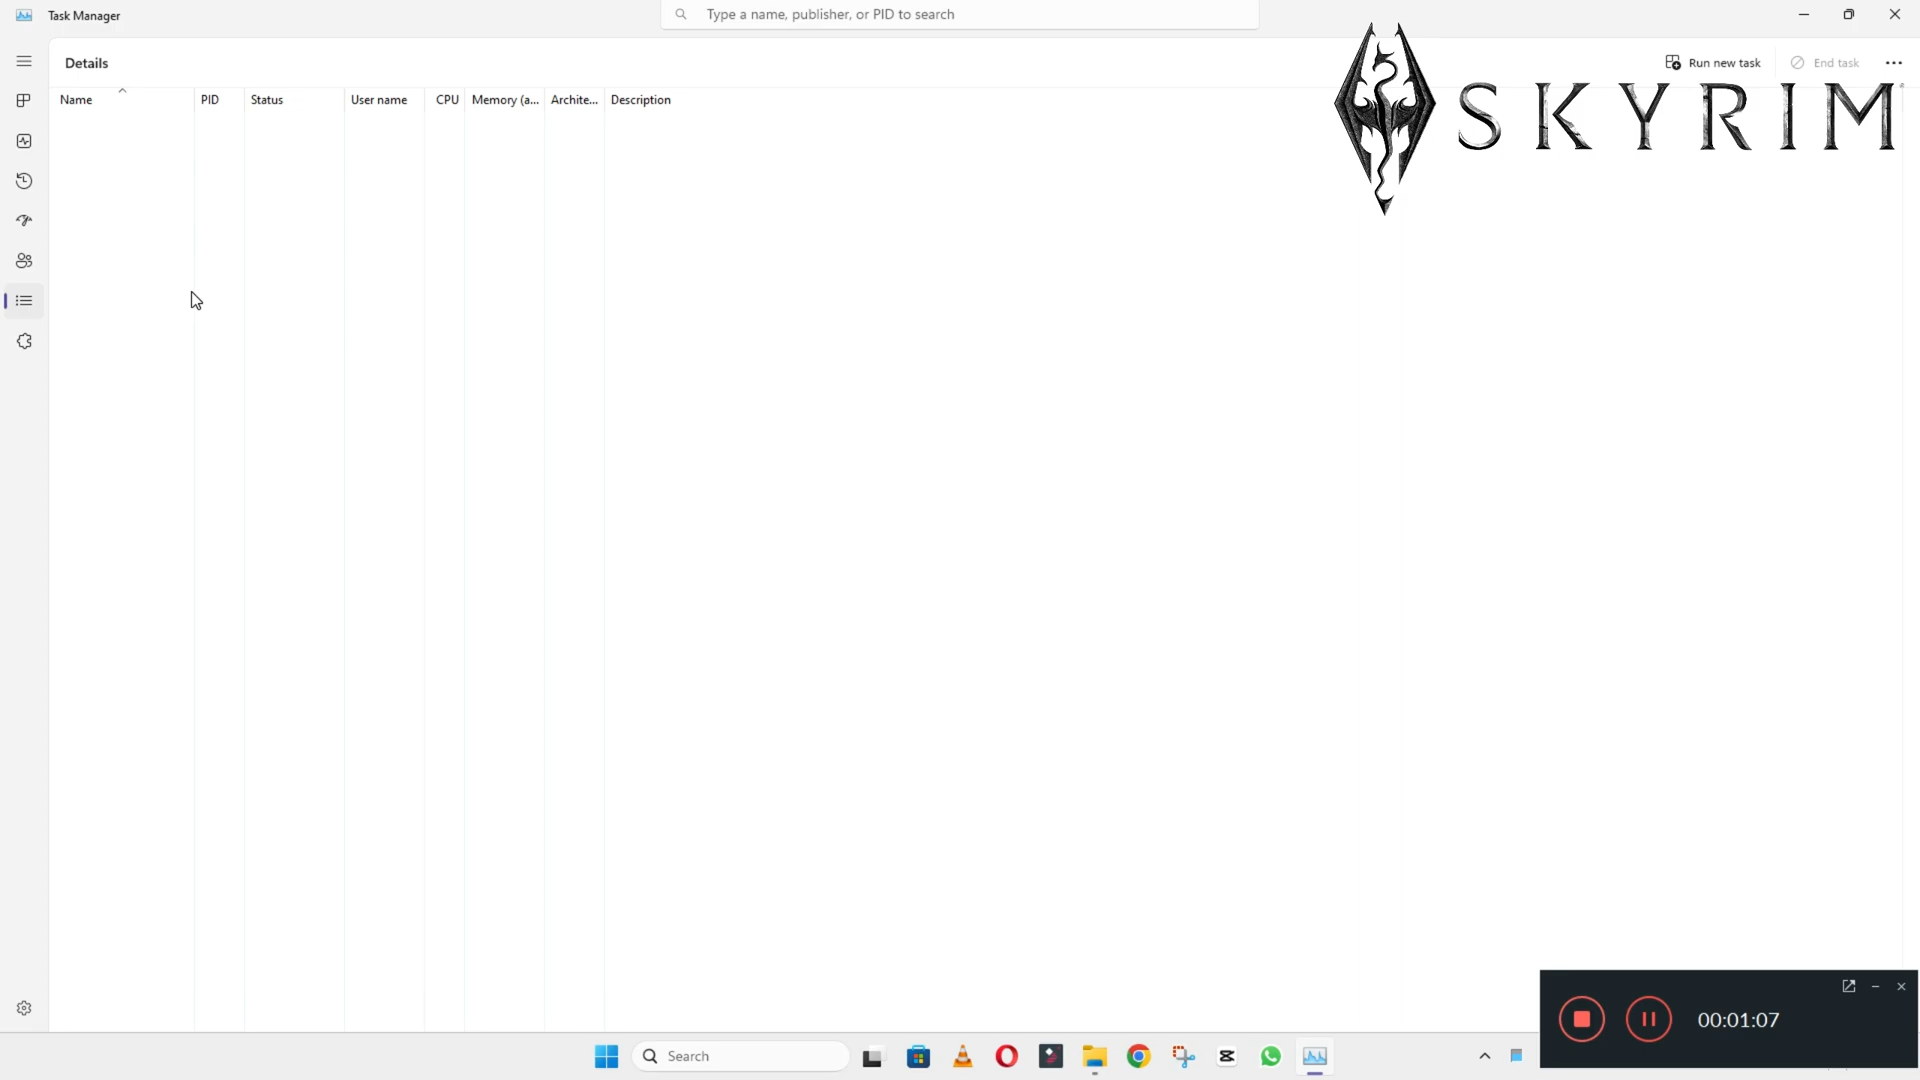 Task Manager
Type a name, publisher, or PID to search
Details
Run new task
End task
Name
PID
Status
User name
CPU
Memory (a...
Archite...
Description
SKYRIM
00:01:07
Search